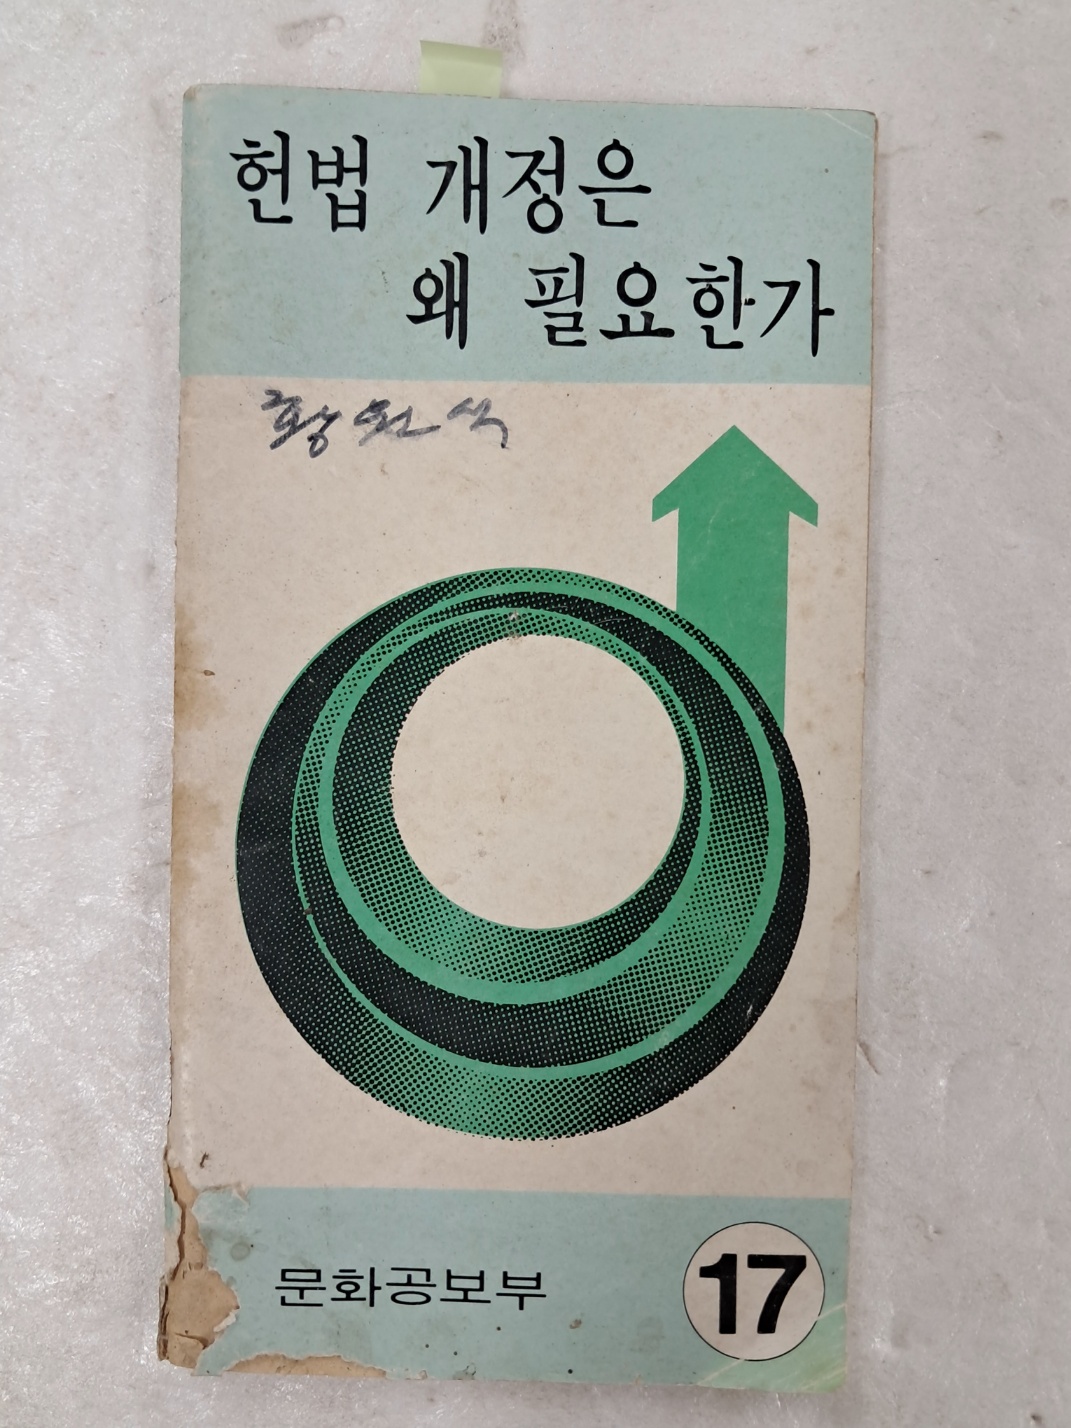 헌법 개정은
왜 필요한가
황원식
문화공보부
17